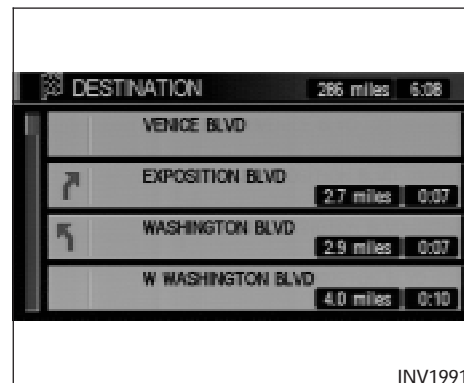 DESTINATION 286 miles 6:08
VENICE BLVD
EXPOSITION BLVD
2.7 miles 0:07
WASHINGTON BLVD
2.9 miles 0:07
W WASHINGTON BLVD
4.0 miles 0:10
INV1991